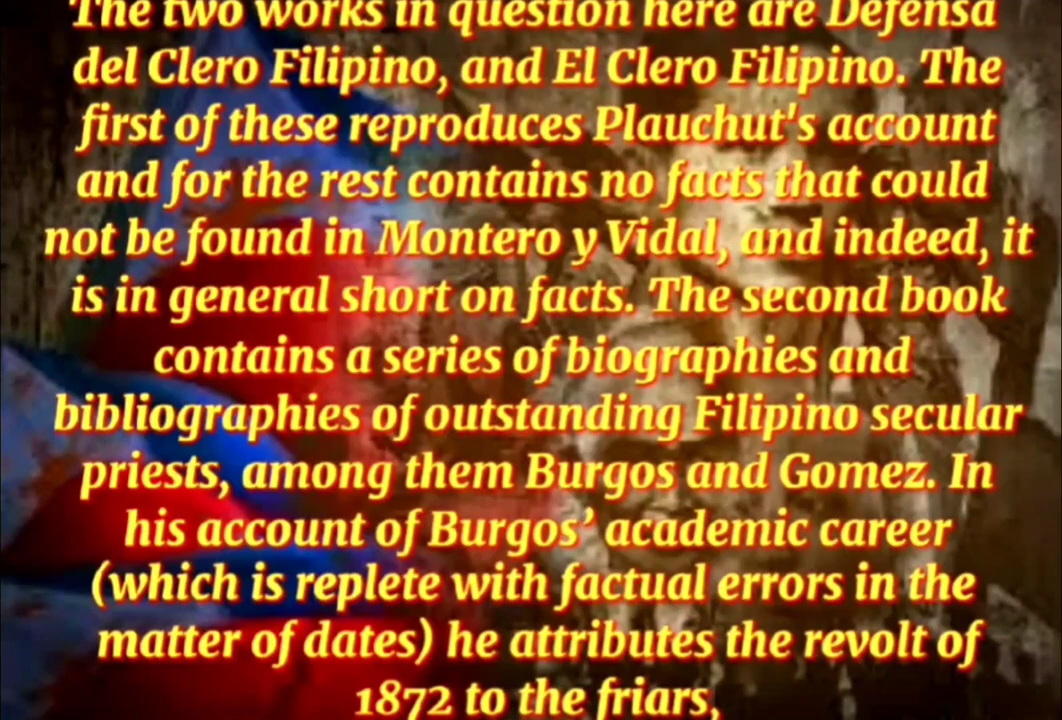 The two works in question here are Defensa
del Clero Filipino, and El Clero Filipino. The
first of these reproduces Plauchut's account
and for the rest contains no facts that could
not be found in Montero y Vidal, and indeed, it
is in general short on facts. The second book
contains a series of biographies and
bibliographies of outstanding Filipino secular
priests, among them Burgos and Gomez. In
his account of Burgos’ academic career
(which is replete with factual errors in the
matter of dates) he attributes the revolt of
1872 to the friars,